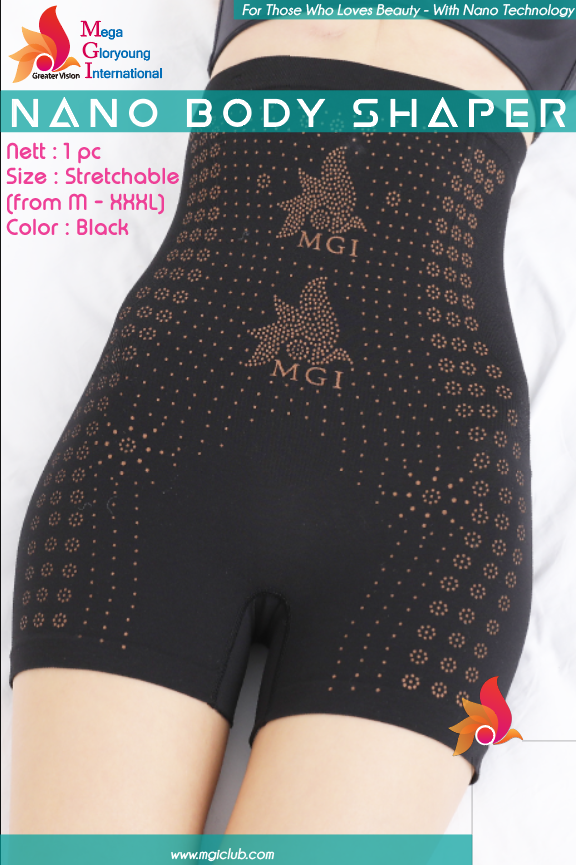 For Those Who Loves Beauty - With Nano Technology
Mega
Gloryoung
International
Greater Vision
NANO BODY SHAPER
Nett : 1 pc
Size : Stretchable
(from M - XXXL)
Color : Black
MGI
MGI
www.mgiclub.com